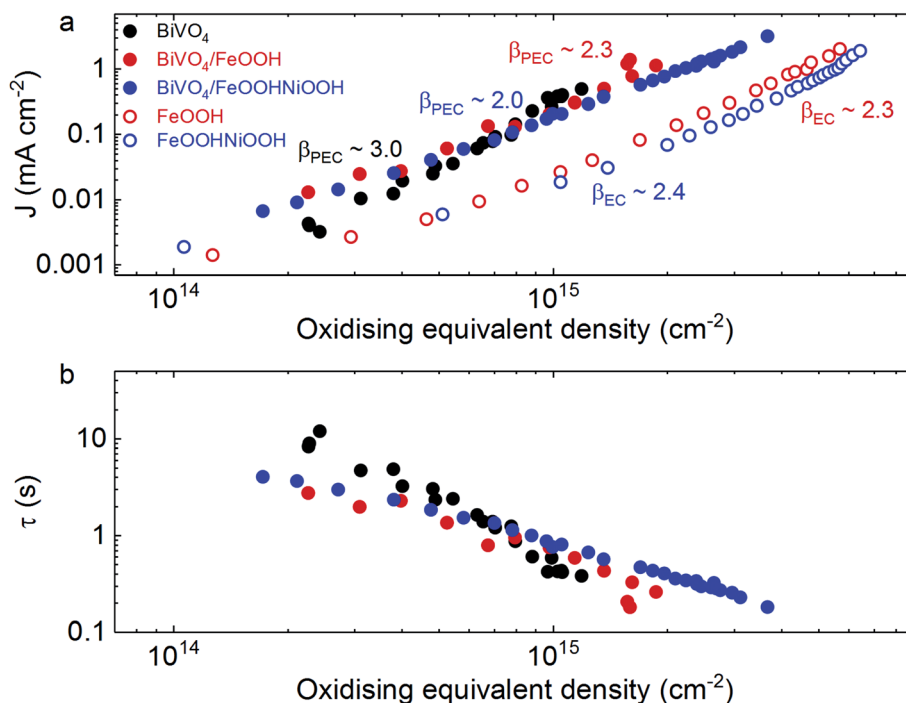 a
BiVO₄
BiVO₄/FeOOH
BiVO₄/FeOOHNiOOH
FeOOH
FeOOHNiOOH
β_PEC ~ 2.3
β_PEC ~ 2.0
β_PEC ~ 3.0
β_EC ~ 2.3
β_EC ~ 2.4
J (mA cm⁻²)
1
0.1
0.01
0.001
10¹⁴
10¹⁵
Oxidising equivalent density (cm⁻²)
b
τ (s)
10
1
0.1
10¹⁴
10¹⁵
Oxidising equivalent density (cm⁻²)